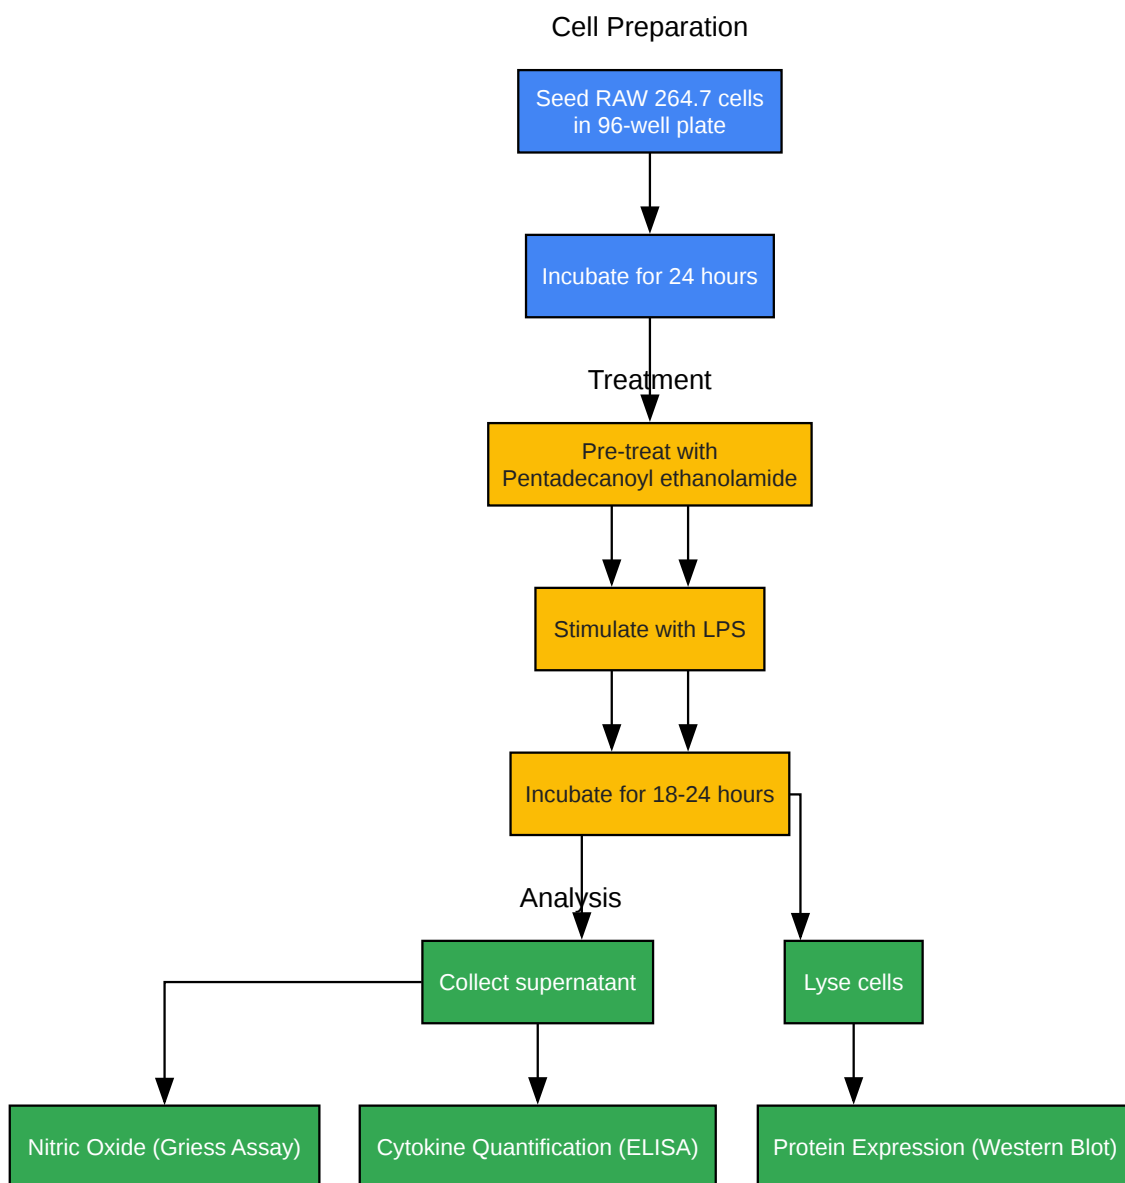 Cell Preparation
Seed RAW 264.7 cells
in 96-well plate
Incubate for 24 hours
Treatment
Pre-treat with
Pentadecanoyl ethanolamide
Stimulate with LPS
Incubate for 18-24 hours
Analysis
Collect supernatant
Lyse cells
Nitric Oxide (Griess Assay)
Cytokine Quantification (ELISA)
Protein Expression (Western Blot)